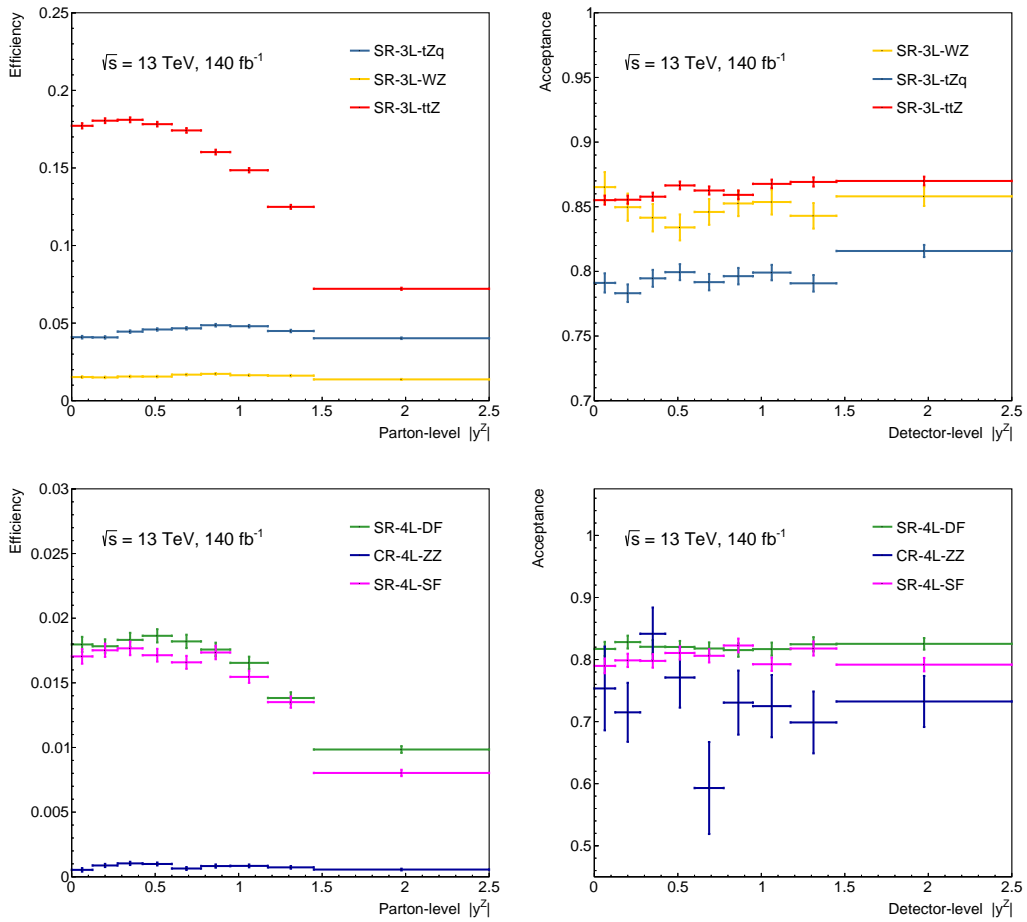 Efficiency
0.25
0.2
0.15
0.1
0.05
0
√s = 13 TeV, 140 fb⁻¹
SR-3L-tZq
SR-3L-WZ
SR-3L-ttZ
0 0.5 1 1.5 2 2.5
Parton-level |y^Z|
Acceptance
1
0.95
0.9
0.85
0.8
0.75
0.7
√s = 13 TeV, 140 fb⁻¹
SR-3L-WZ
SR-3L-tZq
SR-3L-ttZ
0 0.5 1 1.5 2 2.5
Detector-level |y^Z|
Efficiency
0.03
0.025
0.02
0.015
0.01
0.005
0
√s = 13 TeV, 140 fb⁻¹
SR-4L-DF
CR-4L-ZZ
SR-4L-SF
0 0.5 1 1.5 2 2.5
Parton-level |y^Z|
Acceptance
1
0.9
0.8
0.7
0.6
0.5
√s = 13 TeV, 140 fb⁻¹
SR-4L-DF
CR-4L-ZZ
SR-4L-SF
0 0.5 1 1.5 2 2.5
Detector-level |y^Z|